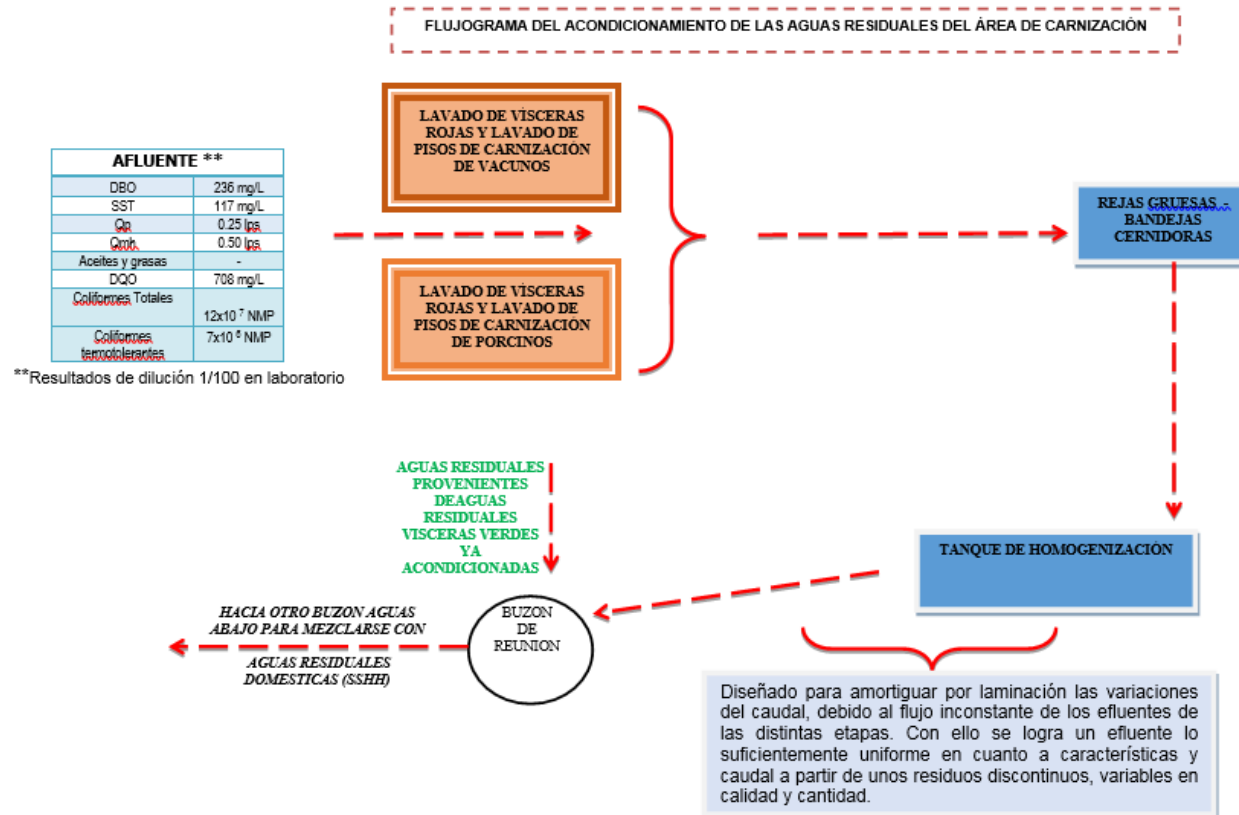 FLUJOGRAMA DEL ACONDICIONAMIENTO DE LAS AGUAS RESIDUALES DEL ÁREA DE CARNIZACIÓN
LAVADO DE VÍSCERAS
ROJAS Y LAVADO DE
PISOS DE CARNIZACIÓN
DE VACUNOS
AFLUENTE **
DBO 236 mg/L
SST 117 mg/L
Qp 0.25 lps
Qmh 0.50 lps
Aceites y grasas -
DQO 708 mg/L
Coliformes Totales
12x10⁷ NMP
Coliformes 7x10⁶ NMP
termotolerantes
**Resultados de dilución 1/100 en laboratorio
LAVADO DE VÍSCERAS
ROJAS Y LAVADO DE
PISOS DE CARNIZACIÓN
DE PORCINOS
REJAS GRUESAS -
BANDEJAS
CERNIDORAS
TANQUE DE HOMOGENIZACIÓN
Diseñado para amortiguar por laminación las variaciones
del caudal, debido al flujo inconstante de los efluentes de
las distintas etapas. Con ello se logra un efluente lo
suficientemente uniforme en cuanto a características y
caudal a partir de unos residuos discontinuos, variables en
calidad y cantidad.
AGUAS RESIDUALES
PROVENIENTES
DEAGUAS
RESIDUALES
VISCERAS VERDES
YA
ACONDICIONADAS
BUZON
DE
REUNION
HACIA OTRO BUZON AGUAS
ABAJO PARA MEZCLARSE CON
AGUAS RESIDUALES
DOMESTICAS (SSHH)